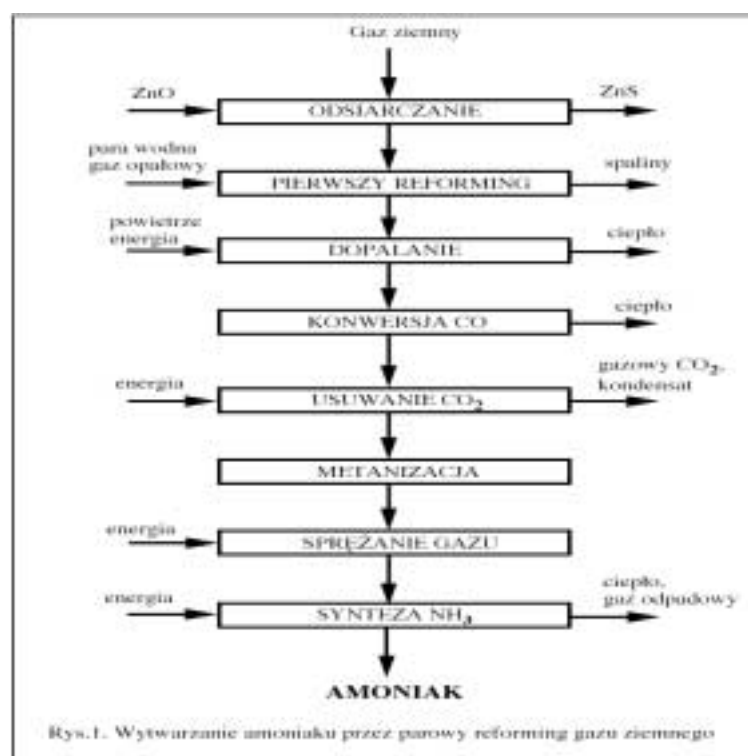 Gaz ziemny
ZnO
ZnS
ODSIARCZANIE
para wodna
gaz opałowy
spaliny
PIERWSZY REFORMING
powietrze
energia
ciepło
DOPALANIE
ciepło
KONWERSJA CO
energia
gazowy CO₂,
kondensat
USUWANIE CO₂
METANIZACJA
energia
SPRĘŻANIE GAZU
energia
ciepło,
gaz odpadowy
SYNTEZA NH₃
AMONIAK
Rys.1. Wytwarzanie amoniaku przez parowy reforming gazu ziemnego